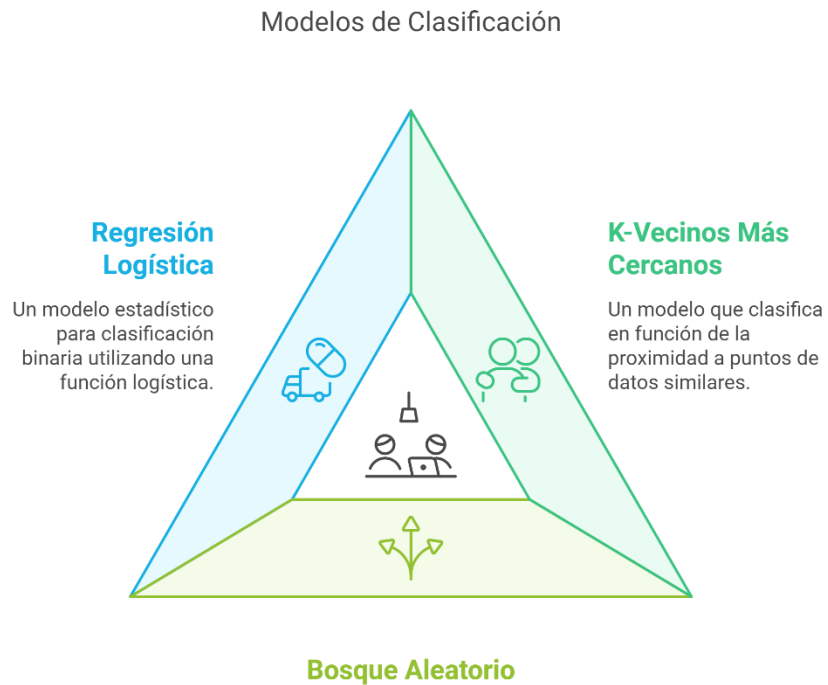 Modelos de Clasificación
Regresión
Logística
Un modelo estadístico
para clasificación
binaria utilizando una
función logística.
K-Vecinos Más
Cercanos
Un modelo que clasifica
en función de la
proximidad a puntos de
datos similares.
Bosque Aleatorio